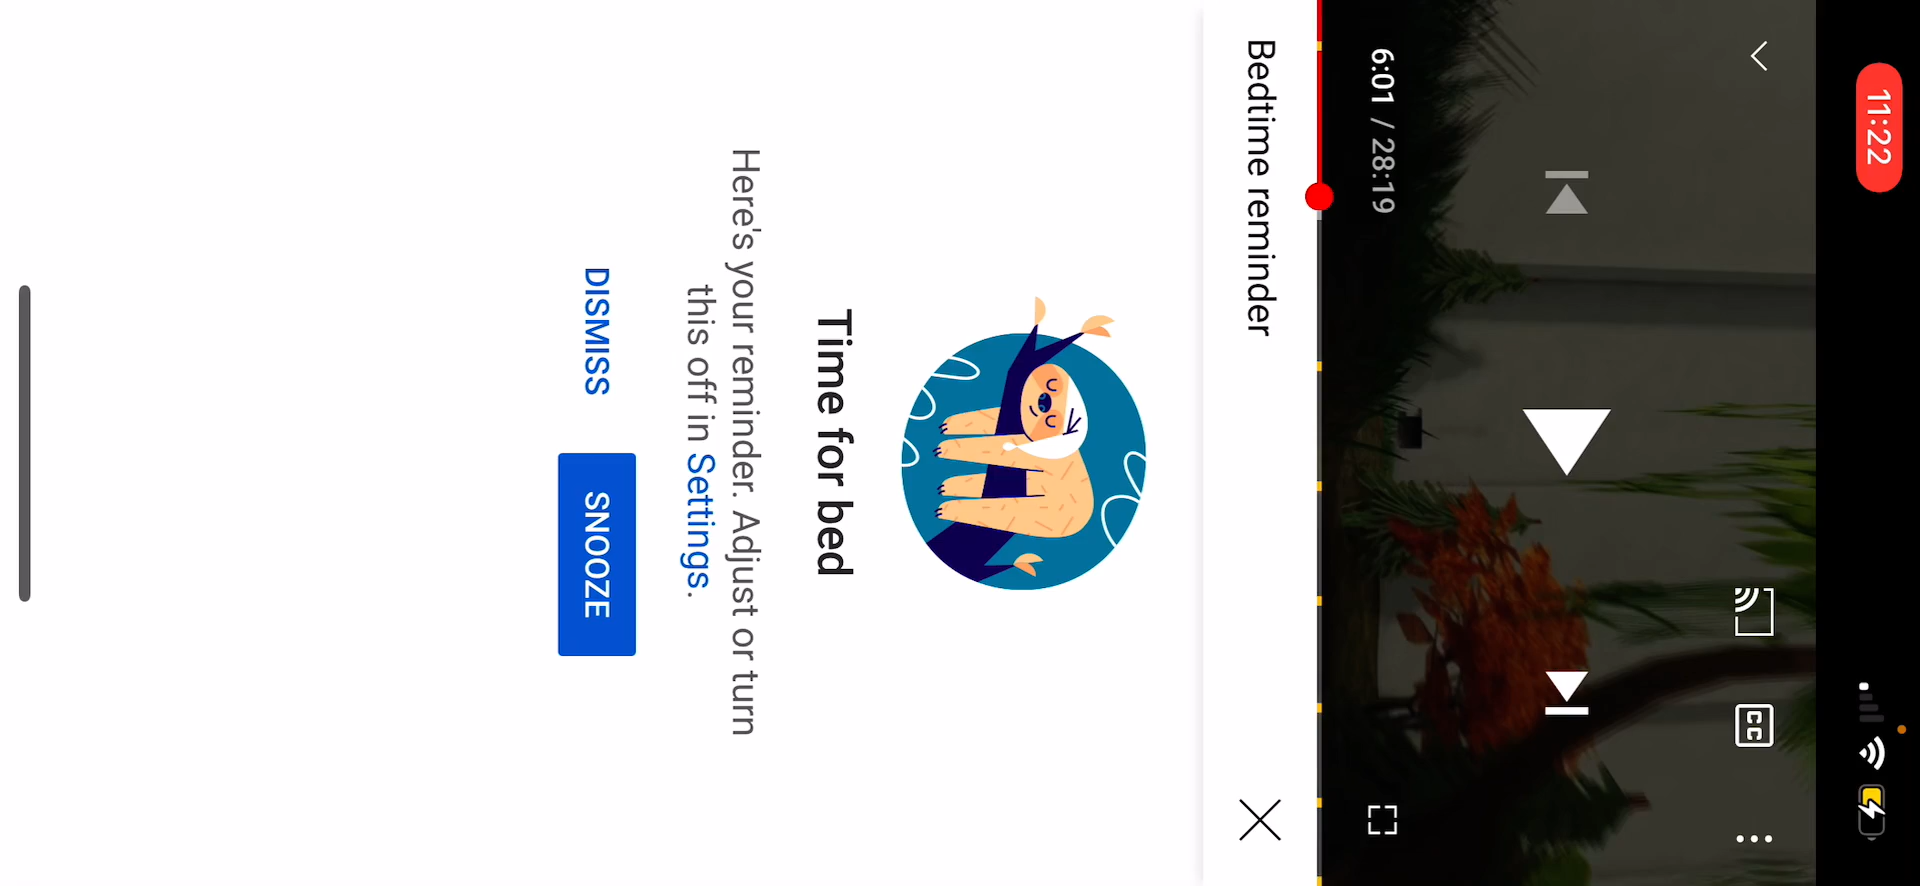 11:22
CC
6:01 / 28:19
Bedtime reminder
Time for bed
Here's your reminder. Adjust or turn
this off in Settings.
DISMISS
SNOOZE